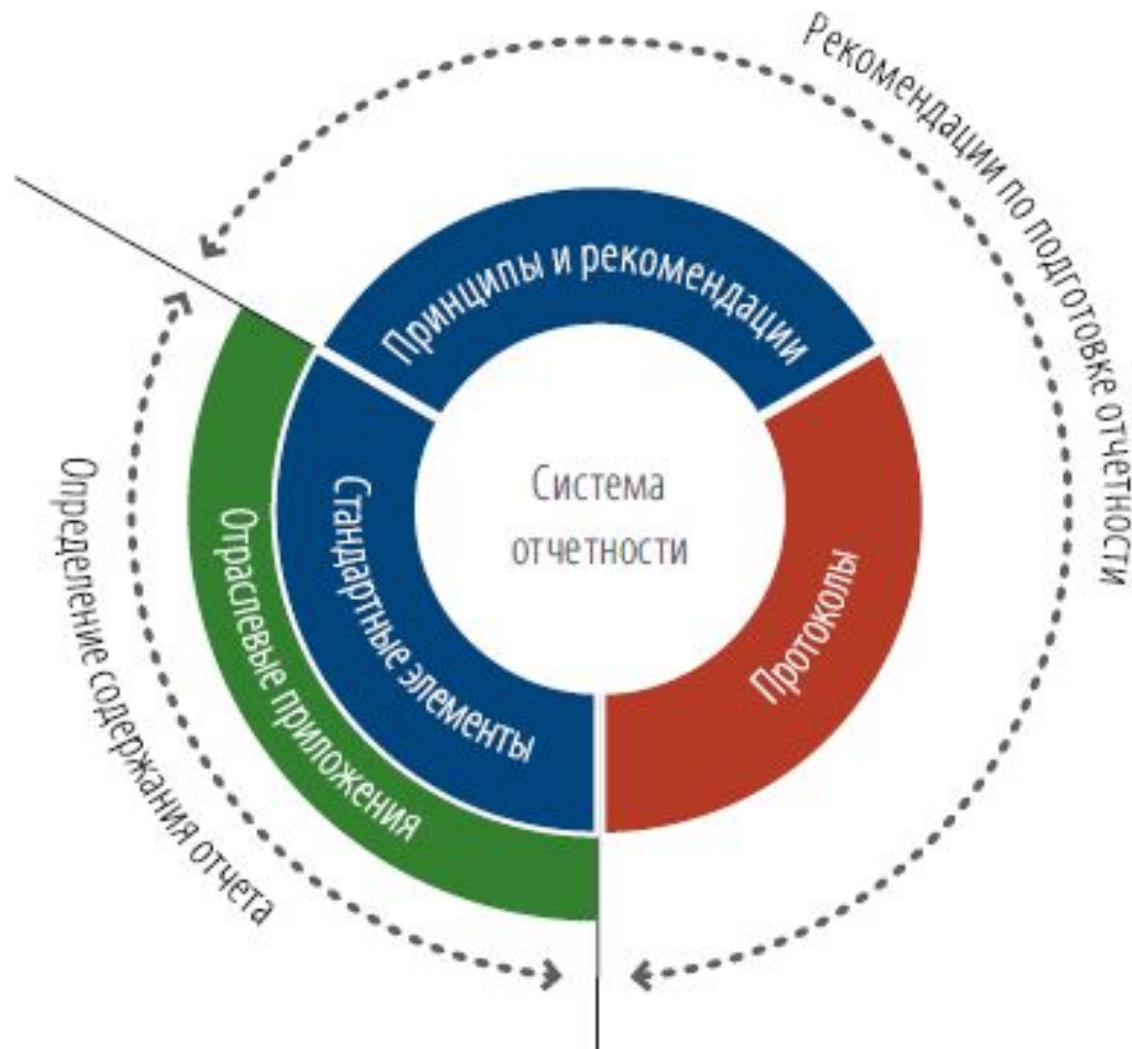 Рекомендации по подготовке отчетности
Принципы и рекомендации
Система
отчетности
Протоколы
Стандартные элементы
Отраслевые приложения
Определение содержания отчета